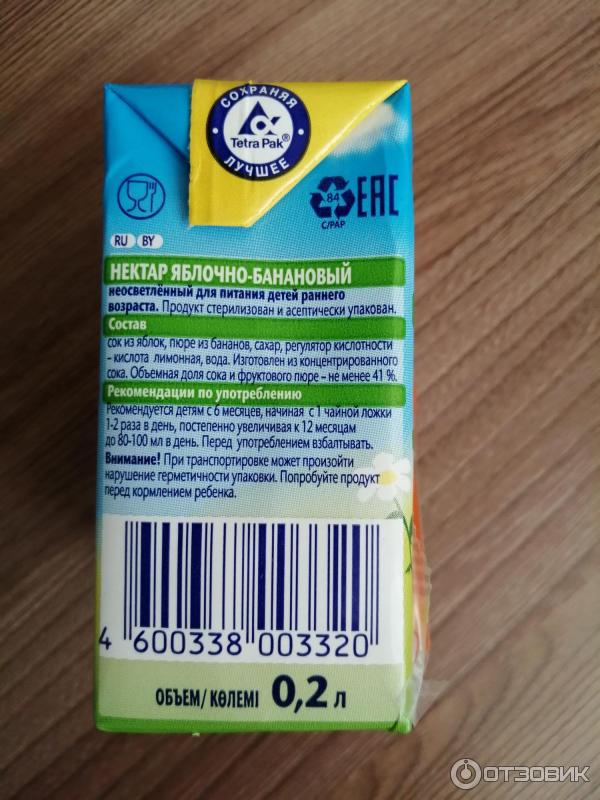 СОХРАНЯЯ
Tetra Pak®
ЛУЧШЕЕ
84
C/PAP
EAC
RU BY
НЕКТАР ЯБЛОЧНО-БАНАНОВЫЙ
неосветлённый для питания детей раннего
возраста. Продукт стерилизован и асептически упакован.
Состав
сок из яблок, пюре из бананов, сахар, регулятор кислотности
– кислота лимонная, вода. Изготовлен из концентрированного
сока. Объемная доля сока и фруктового пюре – не менее 41 %.
Рекомендации по употреблению
Рекомендуется детям с 6 месяцев, начиная с 1 чайной ложки
1-2 раза в день, постепенно увеличивая к 12 месяцам
до 80-100 мл в день. Перед употреблением взбалтывать.
Внимание! При транспортировке может произойти
нарушение герметичности упаковки. Попробуйте продукт
перед кормлением ребенка.
4 600338 003320
ОБЪЕМ/ КӨЛЕМІ 0,2 л
ОТЗОВИК